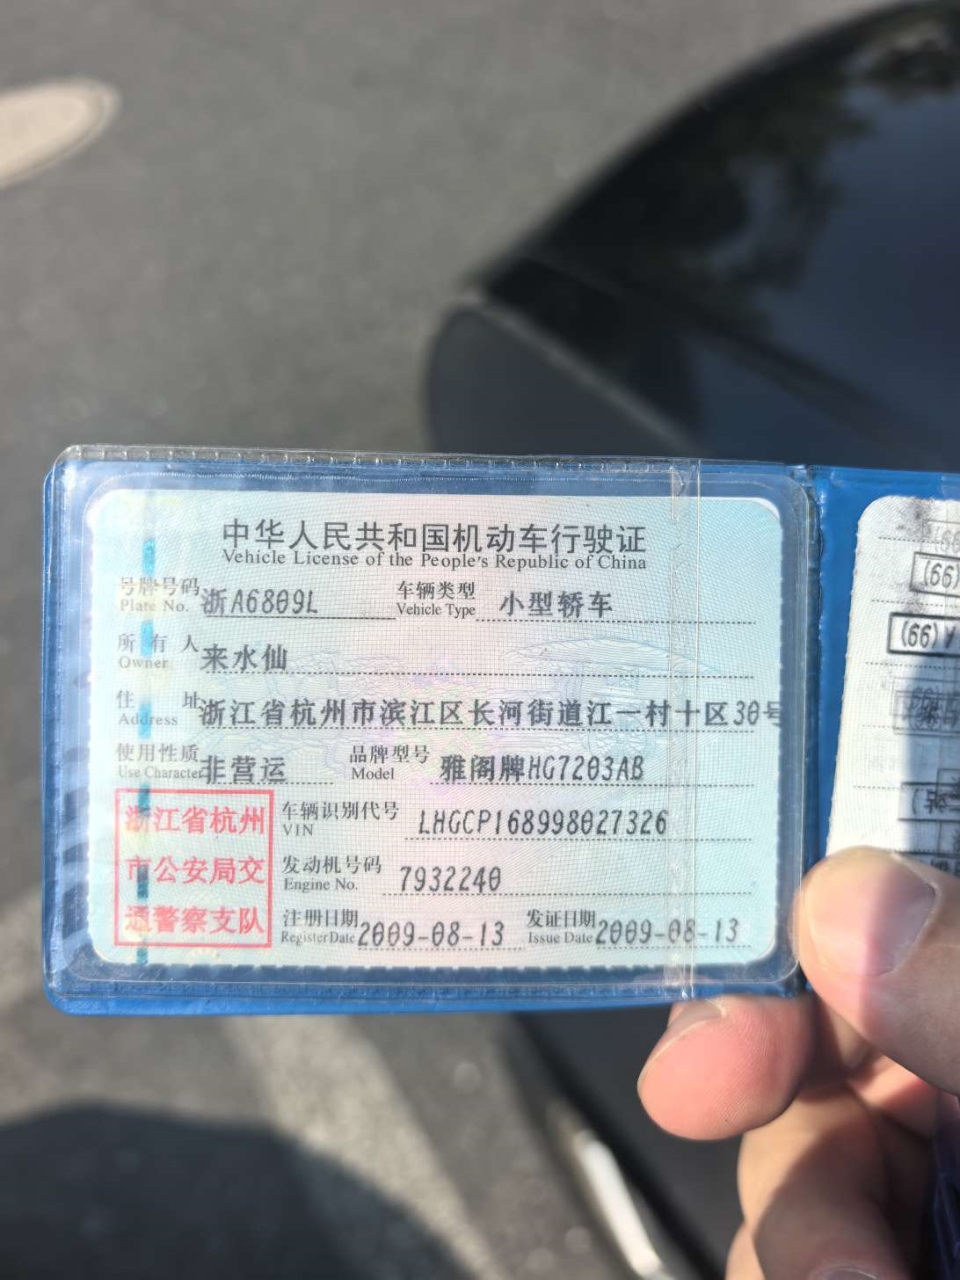 中华人民共和国机动车行驶证
Vehicle License of the People's Republic of China
号牌号码 浙A6809L 车辆类型 小型轿车
Plate No. Vehicle Type
所有人 来水仙
Owner
住址 浙江省杭州市滨江区长河街道江一村十区30号
Address
使用性质 非营运 品牌型号 雅阁牌HG7203AB
Use Character Model
浙江省杭州
市公安局交
通警察支队
车辆识别代号 LHGCP168998027326
VIN
发动机号码 7932240
Engine No.
注册日期 2009-08-13 发证日期 2009-08-13
Register Date Issue Date
(66)
(66)